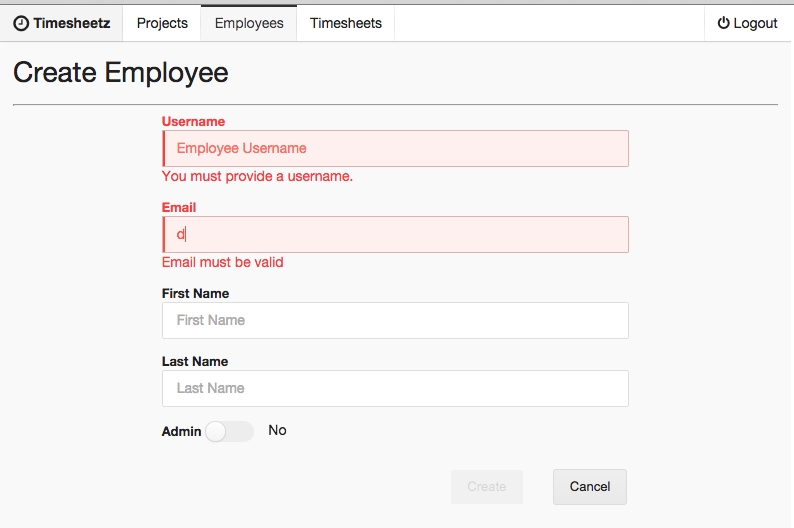 Timesheetz Projects Employees Timesheets Logout
Create Employee
Username
Employee Username
You must provide a username.
Email
d
Email must be valid
First Name
First Name
Last Name
Last Name
Admin No
Create Cancel